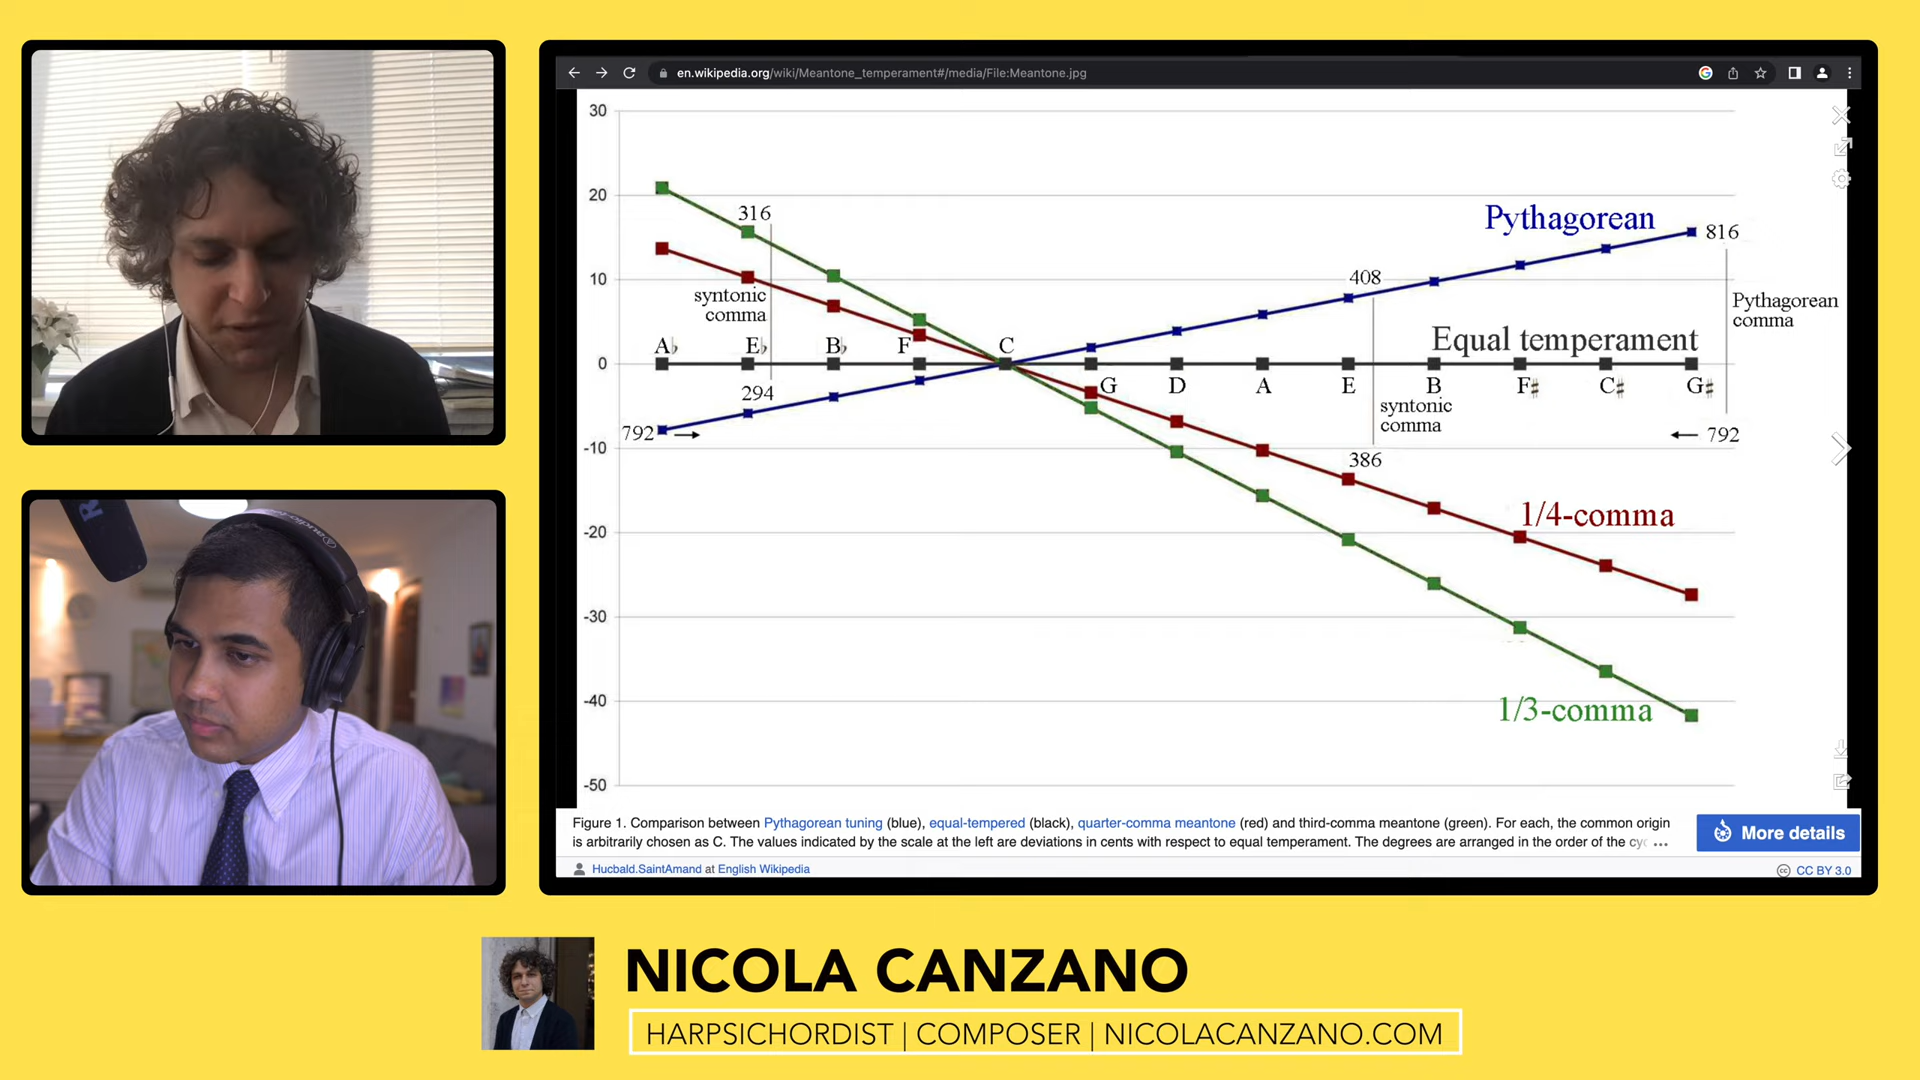 en.wikipedia.org/wiki/Meantone_temperament#/media/File:Meantone.jpg
30
20
10
0
-10
-20
-30
-40
-50
316
syntonic
comma
294
792 →
A♭ E♭ B♭ F C G D A E B F♯ C♯ G♯
Pythagorean
816
408
Pythagorean
comma
Equal temperament
syntonic
comma
386
← 792
1/4-comma
1/3-comma
Figure 1. Comparison between Pythagorean tuning (blue), equal-tempered (black), quarter-comma meantone (red) and third-comma meantone (green). For each, the common origin
is arbitrarily chosen as C. The values indicated by the scale at the left are deviations in cents with respect to equal temperament. The degrees are arranged in the order of the cyc ...
More details
Hucbald.SaintAmand at English Wikipedia
CC BY 3.0
NICOLA CANZANO
HARPSICHORDIST | COMPOSER | NICOLACANZANO.COM